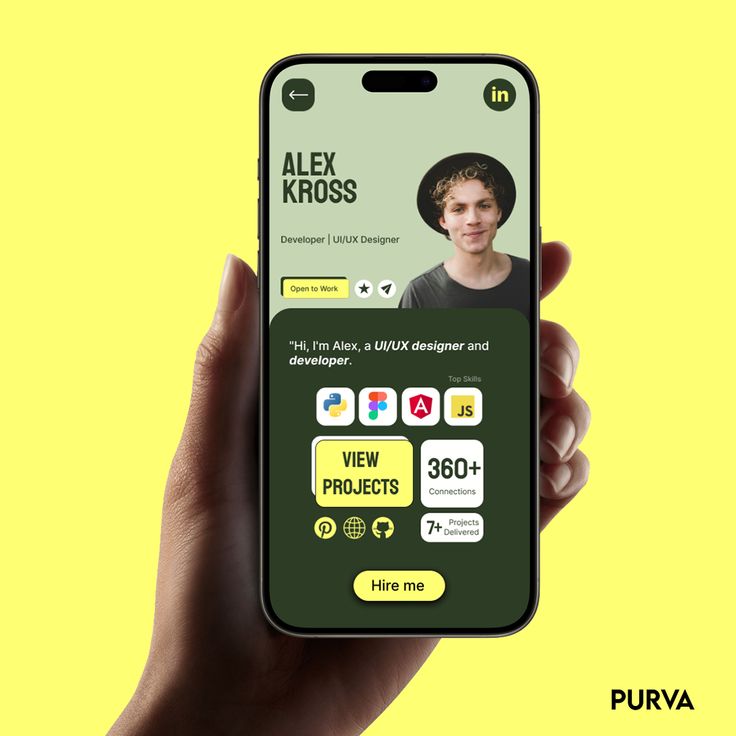 in
ALEX
KROSS
Developer | UI/UX Designer
Open to Work
"Hi, I'm Alex, a UI/UX designer and
developer.
Top Skills
JS
VIEW
PROJECTS
360+
Connections
7+ Projects
Delivered
Hire me
PURVA